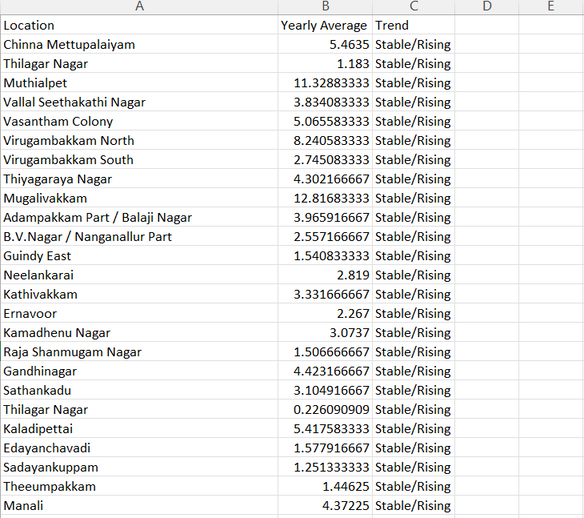 A B C D E
Location Yearly Average Trend
Chinna Mettupalaiyam 5.4635 Stable/Rising
Thilagar Nagar 1.183 Stable/Rising
Muthialpet 11.32883333 Stable/Rising
Vallal Seethakathi Nagar 3.834083333 Stable/Rising
Vasantham Colony 5.065583333 Stable/Rising
Virugambakkam North 8.240583333 Stable/Rising
Virugambakkam South 2.745083333 Stable/Rising
Thiyagaraya Nagar 4.302166667 Stable/Rising
Mugalivakkam 12.81683333 Stable/Rising
Adampakkam Part / Balaji Nagar 3.965916667 Stable/Rising
B.V.Nagar / Nanganallur Part 2.557166667 Stable/Rising
Guindy East 1.540833333 Stable/Rising
Neelankarai 2.819 Stable/Rising
Kathivakkam 3.331666667 Stable/Rising
Ernavoor 2.267 Stable/Rising
Kamadhenu Nagar 3.0737 Stable/Rising
Raja Shanmugam Nagar 1.506666667 Stable/Rising
Gandhinagar 4.423166667 Stable/Rising
Sathankadu 3.104916667 Stable/Rising
Thilagar Nagar 0.226090909 Stable/Rising
Kaladipettai 5.417583333 Stable/Rising
Edayanchavadi 1.577916667 Stable/Rising
Sadayankuppam 1.251333333 Stable/Rising
Theeumpakkam 1.44625 Stable/Rising
Manali 4.37225 Stable/Rising